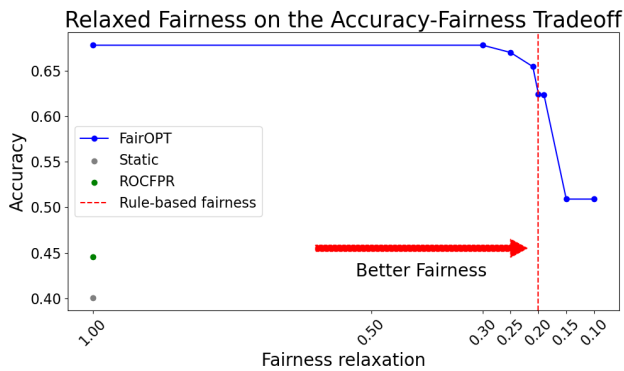 Relaxed Fairness on the Accuracy-Fairness Tradeoff
Accuracy
0.65
0.60
0.55
0.50
0.45
0.40
FairOPT
Static
ROCFPR
Rule-based fairness
Better Fairness
1.00
0.50
0.30
0.25
0.20
0.15
0.10
Fairness relaxation